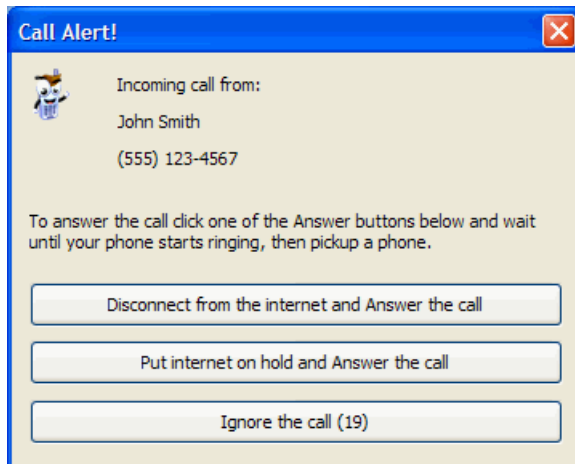 Call Alert!
Incoming call from:
John Smith
(555) 123-4567
To answer the call click one of the Answer buttons below and wait
until your phone starts ringing, then pickup a phone.
Disconnect from the internet and Answer the call
Put internet on hold and Answer the call
Ignore the call (19)